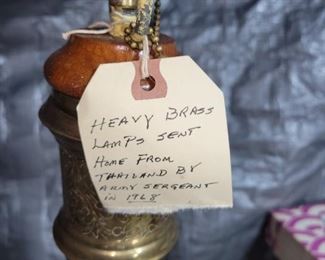 HEAVY BRASS
LAMPS SENT
HOME FROM
THAILAND BY
ARMY SERGEANT
IN 1968